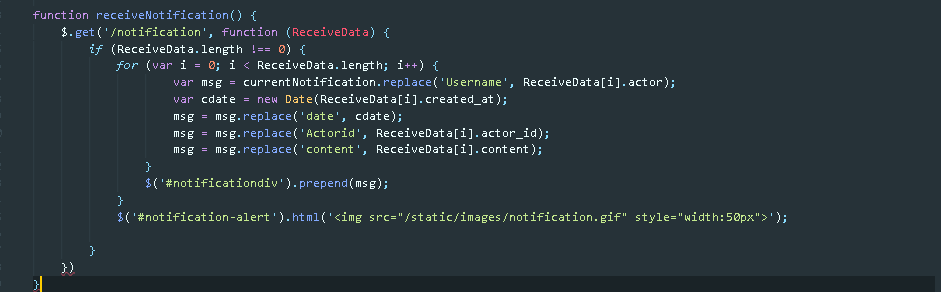 function receiveNotification() {
$.get('/notification', function (ReceiveData) {
if (ReceiveData.length !== 0) {
for (var i = 0; i < ReceiveData.length; i++) {
var msg = currentNotification.replace('Username', ReceiveData[i].actor);
var cdate = new Date(ReceiveData[i].created_at);
msg = msg.replace('date', cdate);
msg = msg.replace('Actorid', ReceiveData[i].actor_id);
msg = msg.replace('content', ReceiveData[i].content);
}
$('#notificationdiv').prepend(msg);
}
$('#notification-alert').html('<img src="/static/images/notification.gif" style="width:50px">');
}
})
}